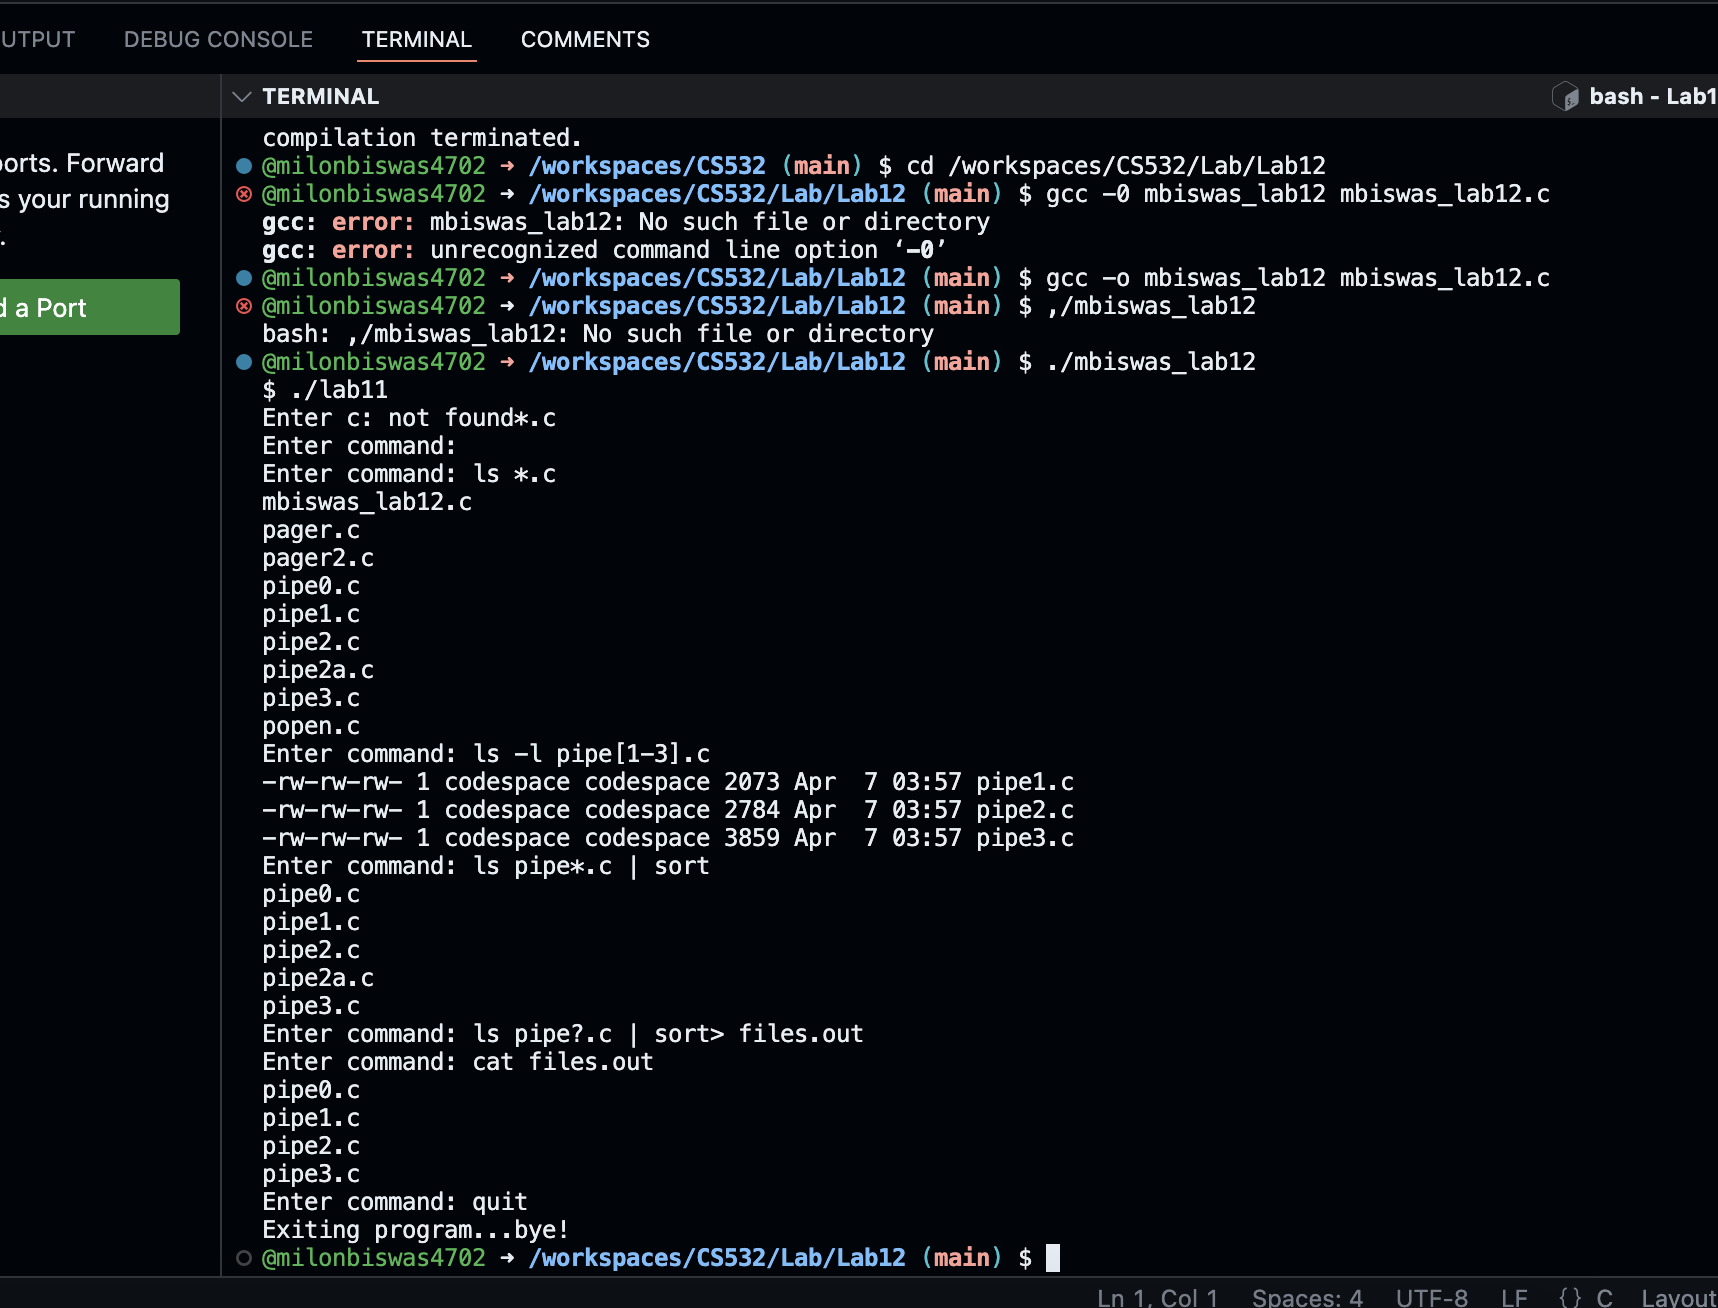 UTPUT DEBUG CONSOLE TERMINAL COMMENTS
TERMINAL bash - Lab1
orts. Forward
s your running
.
d a Port
compilation terminated.
@milonbiswas4702 ➜ /workspaces/CS532 (main) $ cd /workspaces/CS532/Lab/Lab12
@milonbiswas4702 ➜ /workspaces/CS532/Lab/Lab12 (main) $ gcc -0 mbiswas_lab12 mbiswas_lab12.c
gcc: error: mbiswas_lab12: No such file or directory
gcc: error: unrecognized command line option ‘-0’
@milonbiswas4702 ➜ /workspaces/CS532/Lab/Lab12 (main) $ gcc -o mbiswas_lab12 mbiswas_lab12.c
@milonbiswas4702 ➜ /workspaces/CS532/Lab/Lab12 (main) $ ,/mbiswas_lab12
bash: ,/mbiswas_lab12: No such file or directory
@milonbiswas4702 ➜ /workspaces/CS532/Lab/Lab12 (main) $ ./mbiswas_lab12
$ ./lab11
Enter c: not found*.c
Enter command:
Enter command: ls *.c
mbiswas_lab12.c
pager.c
pager2.c
pipe0.c
pipe1.c
pipe2.c
pipe2a.c
pipe3.c
popen.c
Enter command: ls -l pipe[1-3].c
-rw-rw-rw- 1 codespace codespace 2073 Apr  7 03:57 pipe1.c
-rw-rw-rw- 1 codespace codespace 2784 Apr  7 03:57 pipe2.c
-rw-rw-rw- 1 codespace codespace 3859 Apr  7 03:57 pipe3.c
Enter command: ls pipe*.c | sort
pipe0.c
pipe1.c
pipe2.c
pipe2a.c
pipe3.c
Enter command: ls pipe?.c | sort> files.out
Enter command: cat files.out
pipe0.c
pipe1.c
pipe2.c
pipe3.c
Enter command: quit
Exiting program...bye!
@milonbiswas4702 ➜ /workspaces/CS532/Lab/Lab12 (main) $
Ln 1, Col 1 Spaces: 4 UTF-8 LF {} C Layout